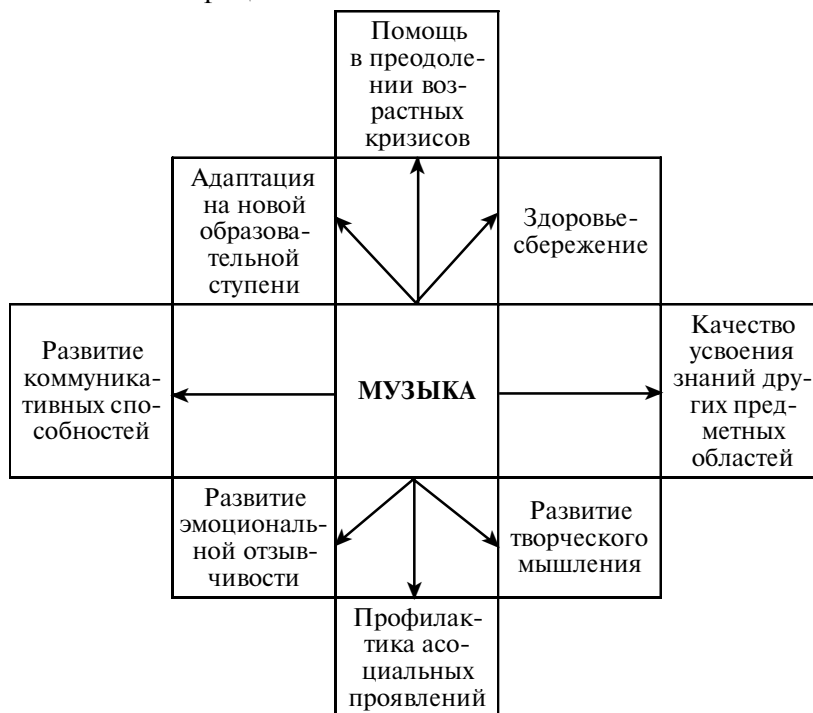 Помощь
в преодоле-
нии воз-
растных
кризисов
Адаптация
на новой
образова-
тельной
ступени
Здоровье-
сбережение
Развитие
коммуника-
тивных спо-
собностей
МУЗЫКА
Качество
усвоения
знаний дру-
гих пред-
метных
областей
Развитие
эмоциональ-
ной отзыв-
чивости
Развитие
творческого
мышления
Профилак-
тика асо-
циальных
проявлений